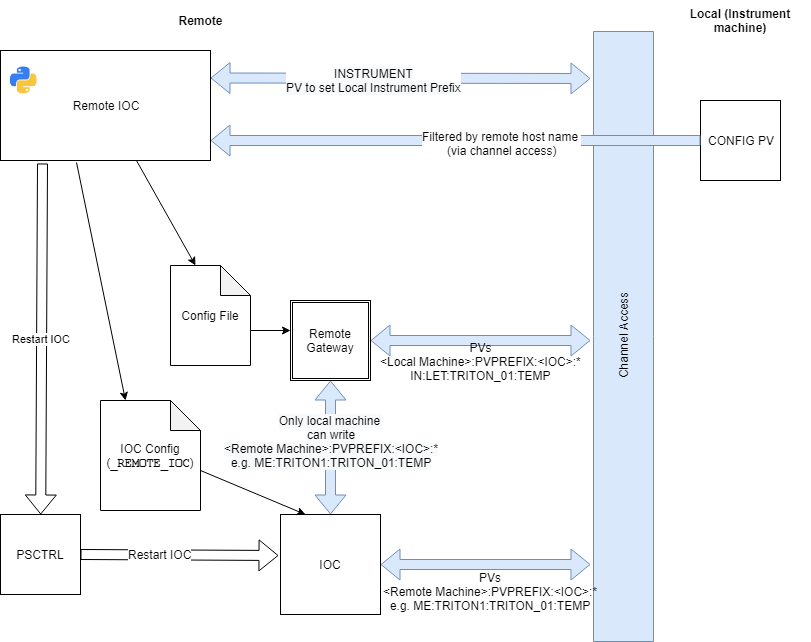 Remote
Local (Instrument
machine)
INSTRUMENT
PV to set Local Instrument Prefix
Remote IOC
Filtered by remote host name
(via channel access)
CONFIG PV
Config File
Remote
Gateway
Channel Access
Restart IOC
PVs
<Local Machine>:PVPREFIX:<IOC>:*
IN:LET:TRITON_01:TEMP
Only local machine
can write
<Remote Machine>:PVPREFIX:<IOC>:*
e.g. ME:TRITON1:TRITON_01:TEMP
IOC Config
(_REMOTE_IOC)
PSCTRL
Restart IOC
IOC
PVs
<Remote Machine>:PVPREFIX:<IOC>:*
e.g. ME:TRITON1:TRITON_01:TEMP